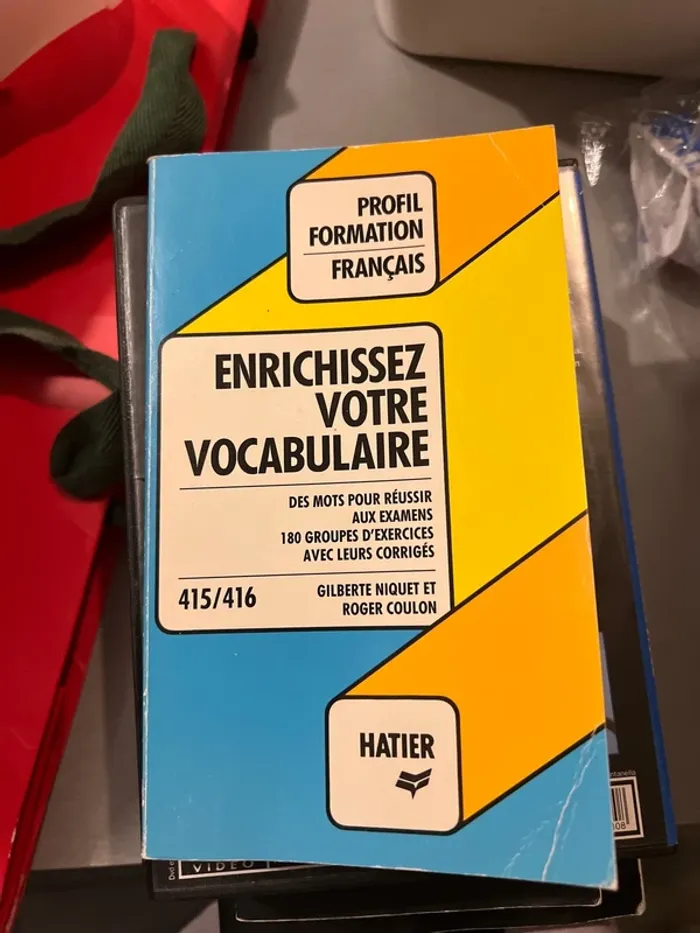 PROFIL
FORMATION
FRANÇAIS
ENRICHISSEZ
VOTRE
VOCABULAIRE
DES MOTS POUR RÉUSSIR
AUX EXAMENS
180 GROUPES D'EXERCICES
AVEC LEURS CORRIGÉS
415/416
GILBERTE NIQUET ET
ROGER COULON
HATIER
VIDEO